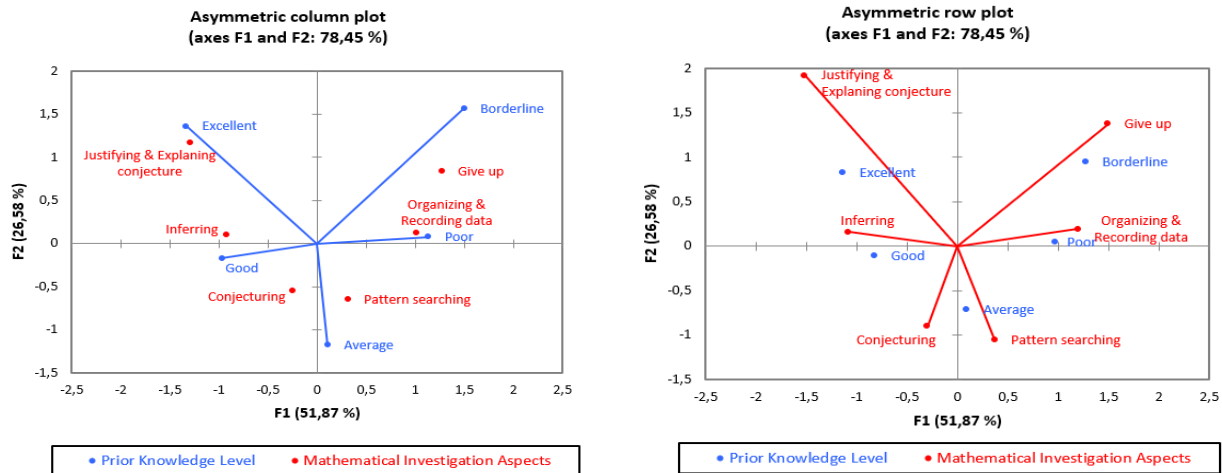 Asymmetric column plot
(axes F1 and F2: 78,45 %)
2
1,5
1
0,5
0
-0,5
-1
-1,5
F2 (26,58 %)
-2,5
-2
-1,5
-1
-0,5
0
0,5
1
1,5
2
2,5
F1 (51,87 %)
Borderline
Excellent
Justifying & Explaning
conjecture
Give up
Organizing &
Recording data
Inferring
Poor
Good
Conjecturing
Pattern searching
Average
Prior Knowledge Level
Mathematical Investigation Aspects
Asymmetric row plot
(axes F1 and F2: 78,45 %)
2
1,5
1
0,5
0
-0,5
-1
-1,5
F2 (26,58 %)
-2,5
-2
-1,5
-1
-0,5
0
0,5
1
1,5
2
2,5
F1 (51,87 %)
Justifying &
Explaning conjecture
Give up
Borderline
Excellent
Inferring
Organizing &
Recording data
Poor
Good
Average
Conjecturing
Pattern searching
Prior Knowledge Level
Mathematical Investigation Aspects